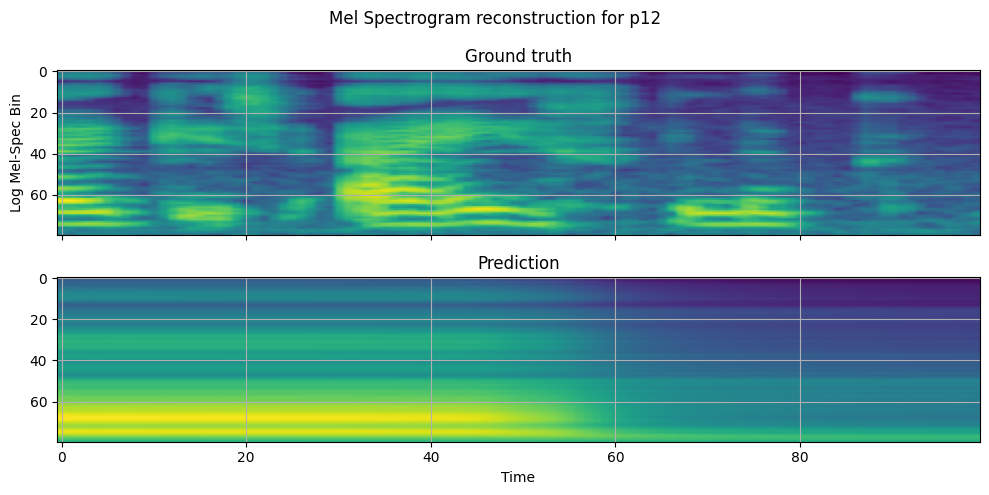 Mel Spectrogram reconstruction for p12
Ground truth
0
20
40
60
Log Mel-Spec Bin
Prediction
0
20
40
60
0 20 40 60 80
Time